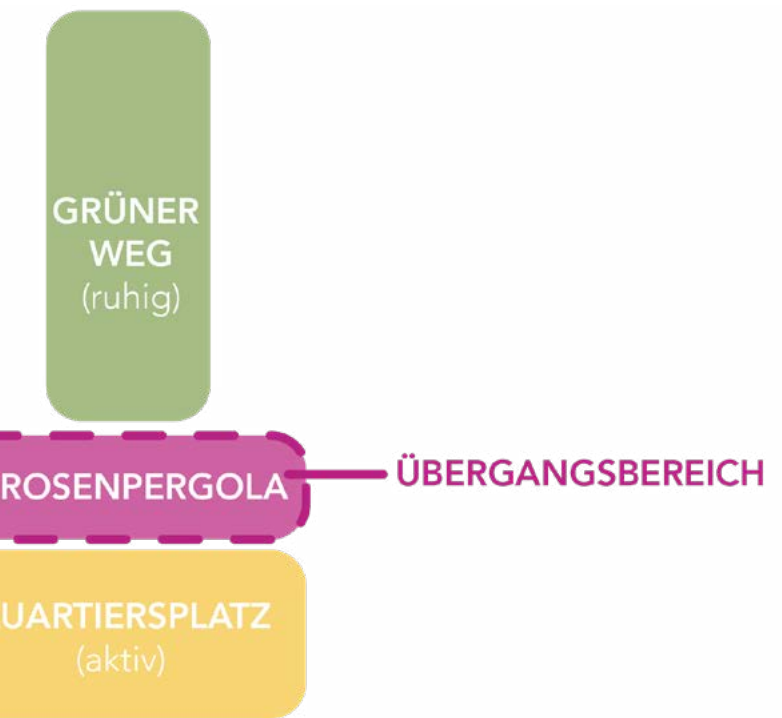 GRÜNER
WEG
(ruhig)
ROSENPERGOLA
ÜBERGANGSBEREICH
UARTIERSPLATZ
(aktiv)